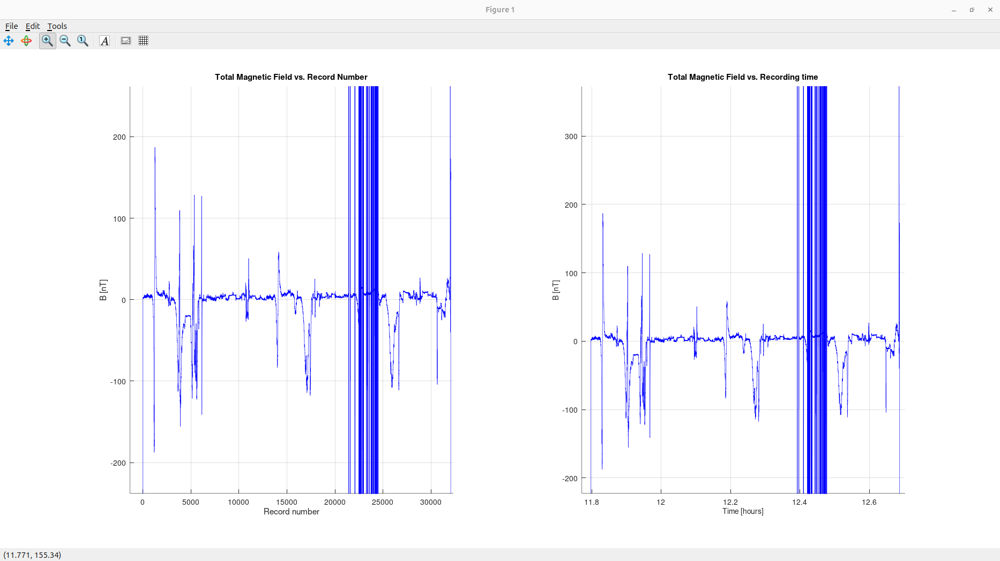 Figure 1
File Edit Tools
1 A
Total Magnetic Field vs. Record Number
200
100
0
-100
-200
B [nT]
0 5000 10000 15000 20000 25000 30000
Record number
Total Magnetic Field vs. Recording time
300
200
100
0
-100
-200
B [nT]
11.8 12 12.2 12.4 12.6
Time [hours]
(11.771, 155.34)